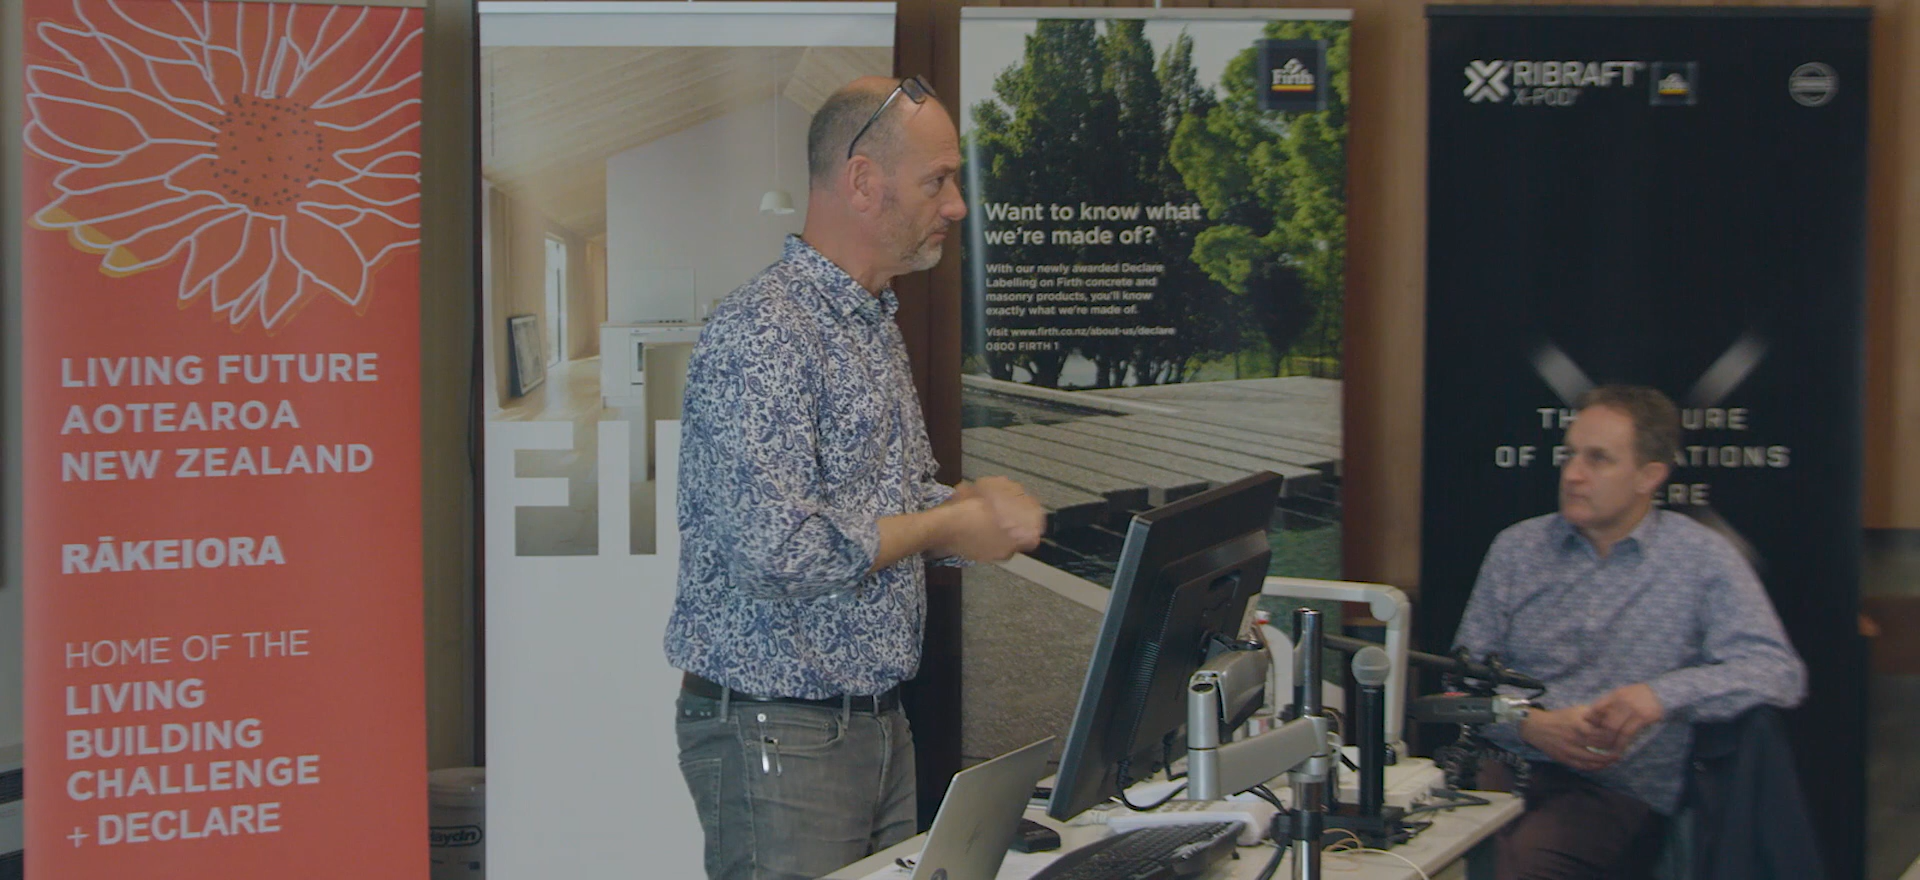 LIVING FUTURE
AOTEAROA
NEW ZEALAND
RĀKEIORA
HOME OF THE
LIVING
BUILDING
CHALLENGE
+ DECLARE
Firth
Want to know what
we're made of?
With our newly awarded Declare
Labelling on Firth concrete and
masonry products, you'll know
exactly what we're made of.
Visit www.firth.co.nz/about-us/declare
0800 FIRTH 1
RIBRAFT
X-POD
OF